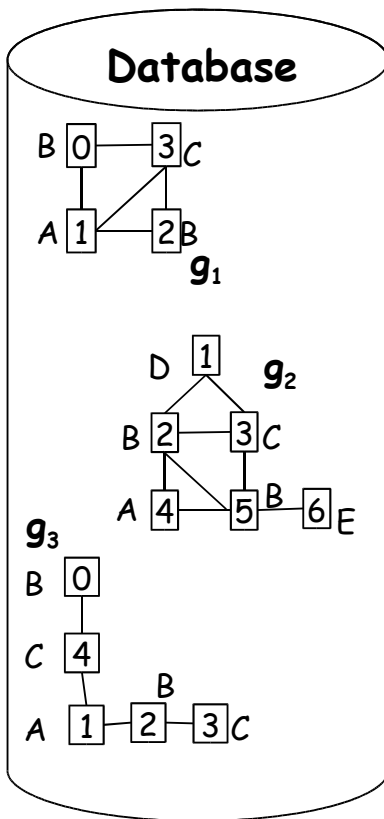 Database
B 0 3 C
A 1 2 B
g1
D 1 g2
B 2 3 C
A 4 5 B 6 E
g3
B 0
C 4
B
A 1 2 3 C